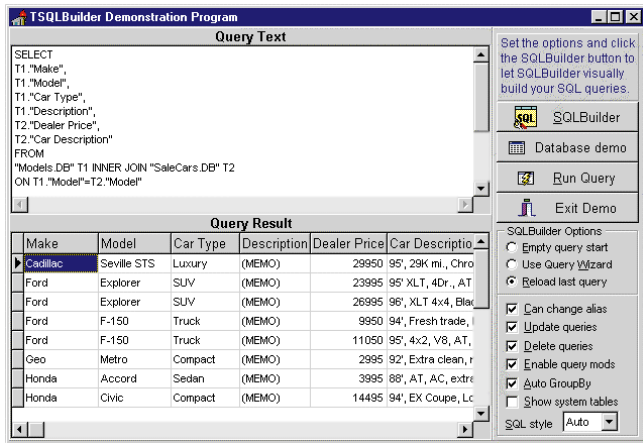 TSQLBuilder Demonstration Program
Query Text
SELECT
T1."Make",
T1."Model",
T1."Car Type",
T1."Description",
T2."Dealer Price",
T2."Car Description"
FROM
"Models.DB" T1 INNER JOIN "SaleCars.DB" T2
ON T1."Model"=T2."Model"
Query Result
Make Model Car Type Description Dealer Price Car Descriptio
Cadillac Seville STS Luxury (MEMO) 29950 95', 29K mi., Chro
Ford Explorer SUV (MEMO) 23995 95' XLT, 4Dr., AT
Ford Explorer SUV (MEMO) 26995 96', XLT 4x4, Blac
Ford F-150 Truck (MEMO) 9950 94', Fresh trade,
Ford F-150 Truck (MEMO) 11050 95', 4x2, V8, AT,
Geo Metro Compact (MEMO) 2995 92', Extra clean,
Honda Accord Sedan (MEMO) 3995 88', AT, AC, extra
Honda Civic Compact (MEMO) 14495 94', EX Coupe, Lo
Set the options and click
the SQLBuilder button to
let SQLBuilder visually
build your SQL queries.
SQL SQLBuilder
Database demo
Run Query
Exit Demo
SQLBuilder Options
Empty query start
Use Query Wizard
Reload last query
Can change alias
Update queries
Delete queries
Enable query mods
Auto GroupBy
Show system tables
SQL style Auto